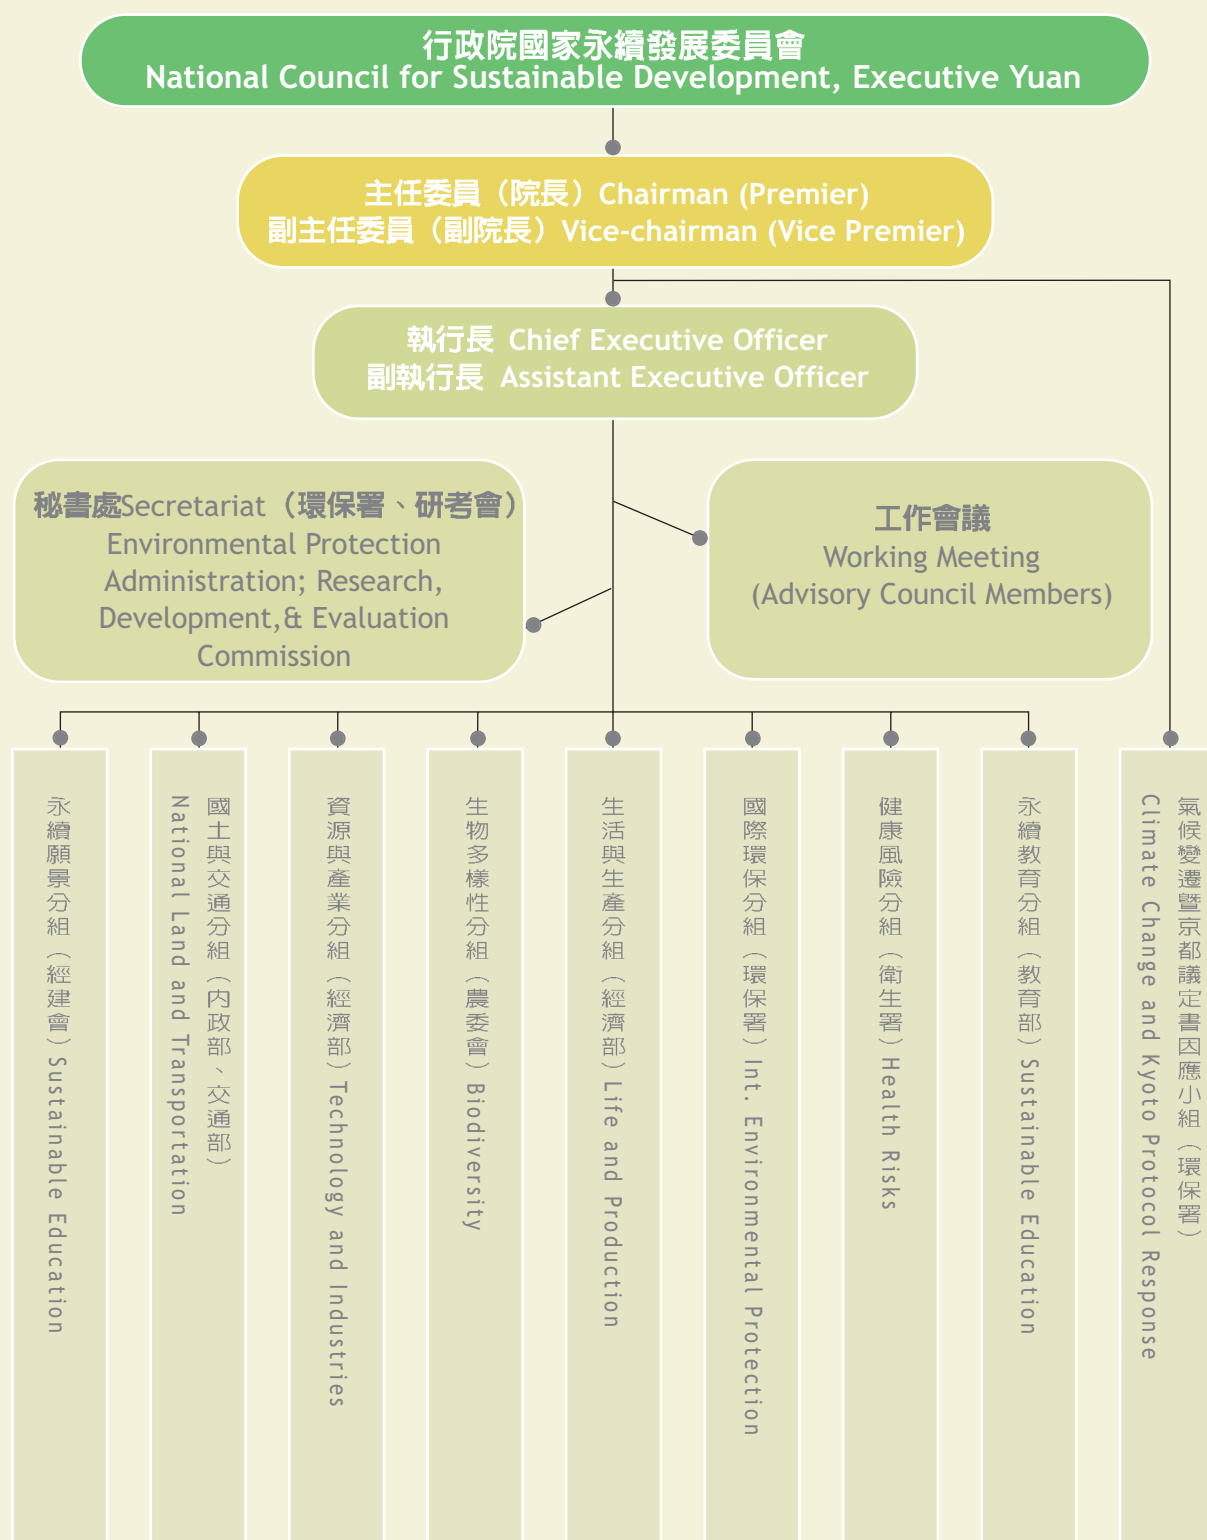 行政院國家永續發展委員會
National Council for Sustainable Development, Executive Yuan
主任委員（院長）Chairman (Premier)
副主任委員（副院長）Vice-chairman (Vice Premier)
執行長 Chief Executive Officer
副執行長 Assistant Executive Officer
秘書處Secretariat（環保署、研考會）
Environmental Protection
Administration; Research,
Development,& Evaluation
Commission
工作會議
Working Meeting
(Advisory Council Members)
永續願景分組（經建會）Sustainable Education
國土與交通分組（內政部、交通部）
National Land and Transportation
資源與產業分組（經濟部）Technology and Industries
生物多樣性分組（農委會）Biodiversity
生活與生產分組（經濟部）Life and Production
國際環保分組（環保署）Int. Environmental Protection
健康風險分組（衛生署）Health Risks
永續教育分組（教育部）Sustainable Education
氣候變遷暨京都議定書因應小組（環保署）
Climate Change and Kyoto Protocol Response